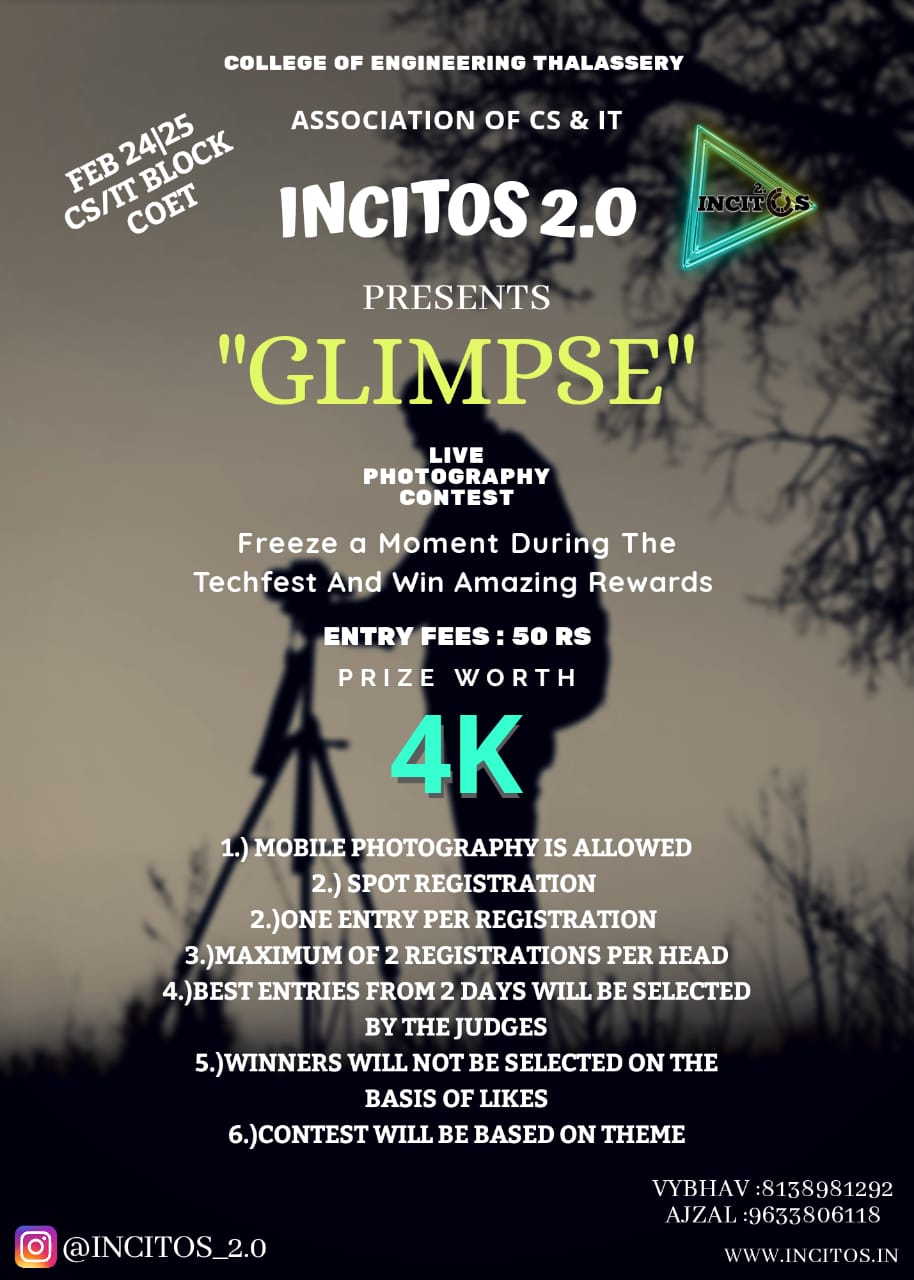 COLLEGE OF ENGINEERING THALASSERY
ASSOCIATION OF CS & IT
FEB 24|25
CS/IT BLOCK
COET
INCITOS 2.0
2.
INCITOS
PRESENTS
"GLIMPSE"
LIVE
PHOTOGRAPHY
CONTEST
Freeze a Moment During The
Techfest And Win Amazing Rewards
ENTRY FEES : 50 RS
PRIZE WORTH
4K
1.) MOBILE PHOTOGRAPHY IS ALLOWED
2.) SPOT REGISTRATION
2.)ONE ENTRY PER REGISTRATION
3.)MAXIMUM OF 2 REGISTRATIONS PER HEAD
4.)BEST ENTRIES FROM 2 DAYS WILL BE SELECTED
BY THE JUDGES
5.)WINNERS WILL NOT BE SELECTED ON THE
BASIS OF LIKES
6.)CONTEST WILL BE BASED ON THEME
VYBHAV :8138981292
AJZAL :9633806118
@INCITOS_2.0
WWW.INCITOS.IN